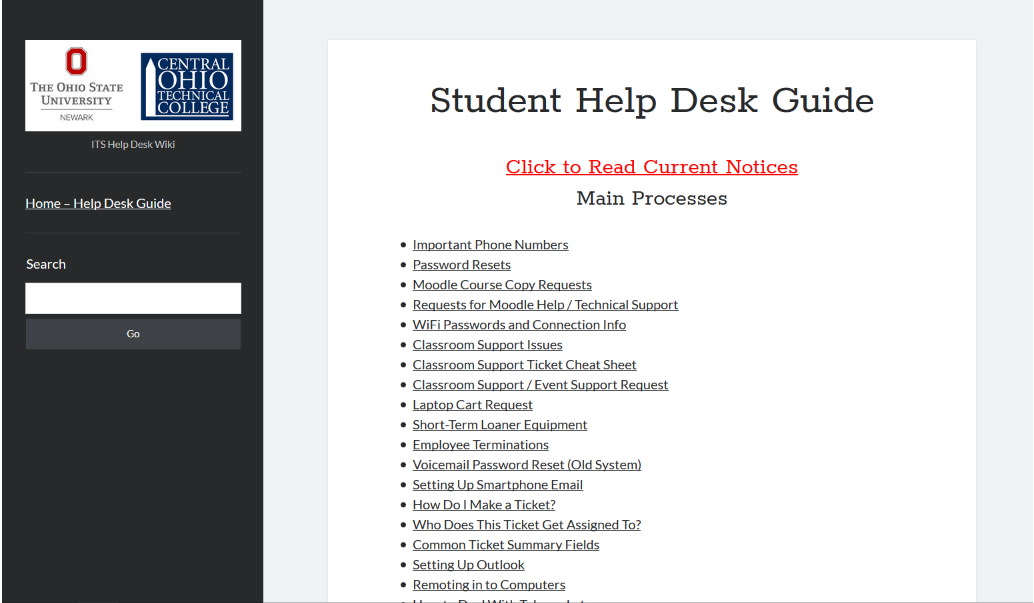 THE OHIO STATE
UNIVERSITY
NEWARK
CENTRAL
OHIO
TECHNICAL
COLLEGE
ITS Help Desk Wiki
Home – Help Desk Guide
Search
Go
Student Help Desk Guide
Click to Read Current Notices
Main Processes
Important Phone Numbers
Password Resets
Moodle Course Copy Requests
Requests for Moodle Help / Technical Support
WiFi Passwords and Connection Info
Classroom Support Issues
Classroom Support Ticket Cheat Sheet
Classroom Support / Event Support Request
Laptop Cart Request
Short-Term Loaner Equipment
Employee Terminations
Voicemail Password Reset (Old System)
Setting Up Smartphone Email
How Do I Make a Ticket?
Who Does This Ticket Get Assigned To?
Common Ticket Summary Fields
Setting Up Outlook
Remoting in to Computers